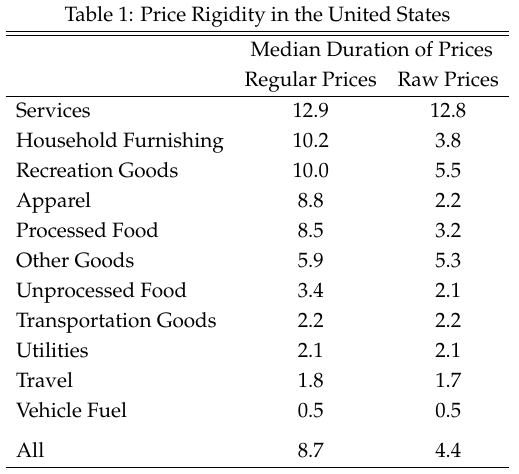 Table 1: Price Rigidity in the United States
Median Duration of Prices
Regular Prices Raw Prices
Services 12.9 12.8
Household Furnishing 10.2 3.8
Recreation Goods 10.0 5.5
Apparel 8.8 2.2
Processed Food 8.5 3.2
Other Goods 5.9 5.3
Unprocessed Food 3.4 2.1
Transportation Goods 2.2 2.2
Utilities 2.1 2.1
Travel 1.8 1.7
Vehicle Fuel 0.5 0.5
All 8.7 4.4